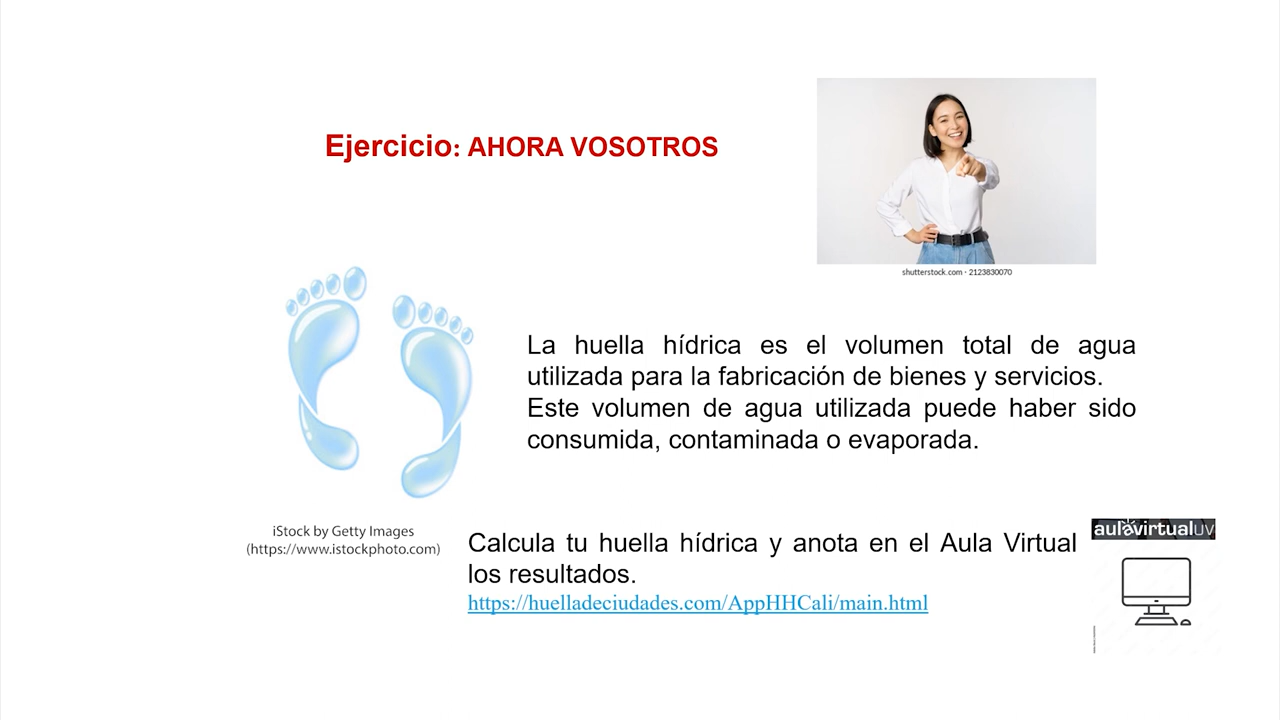 Ejercicio: AHORA VOSOTROS
shutterstock.com · 2123830070
La huella hídrica es el volumen total de agua
utilizada para la fabricación de bienes y servicios.
Este volumen de agua utilizada puede haber sido
consumida, contaminada o evaporada.
iStock by Getty Images
(https://www.istockphoto.com)
Calcula tu huella hídrica y anota en el Aula Virtual
los resultados.
https://huelladeciudades.com/AppHHCali/main.html
aulavirtualUV